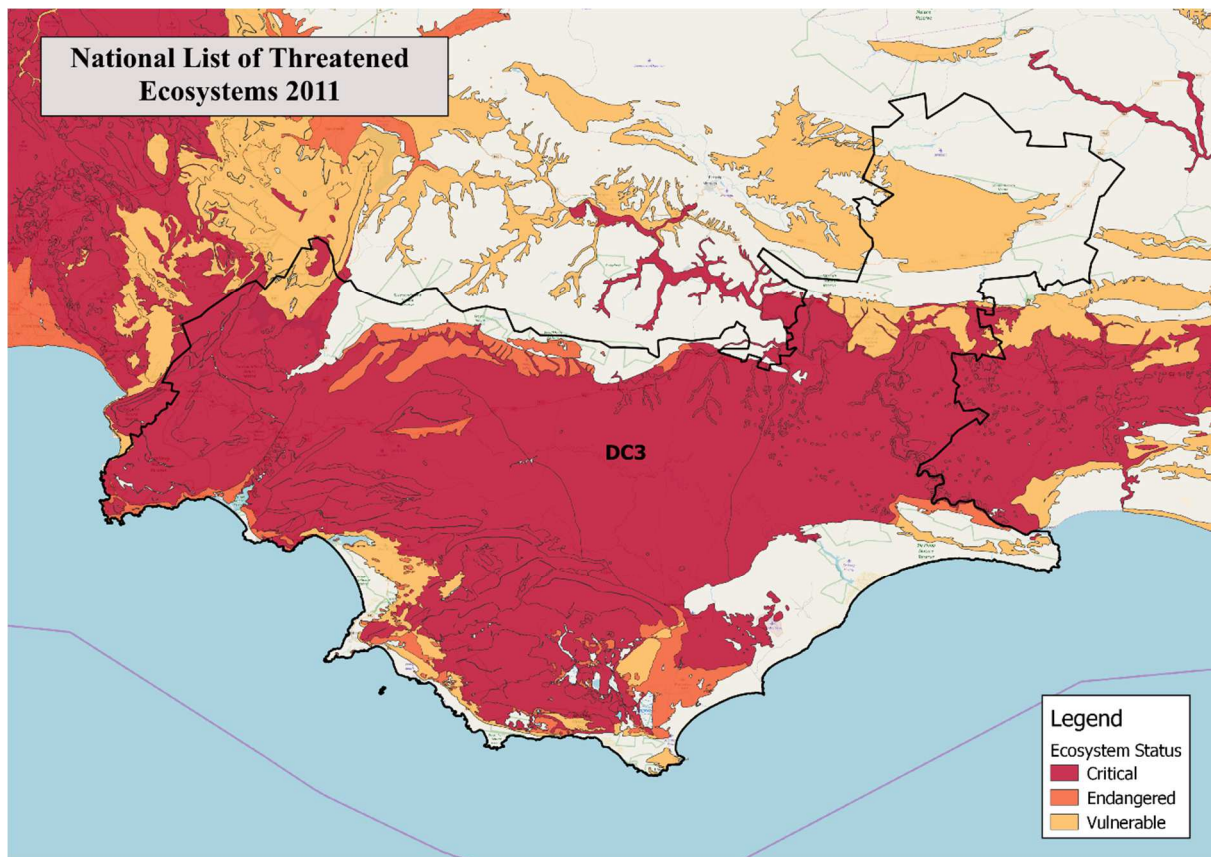 National List of Threatened
Ecosystems 2011
DC3
Legend
Ecosystem Status
Critical
Endangered
Vulnerable